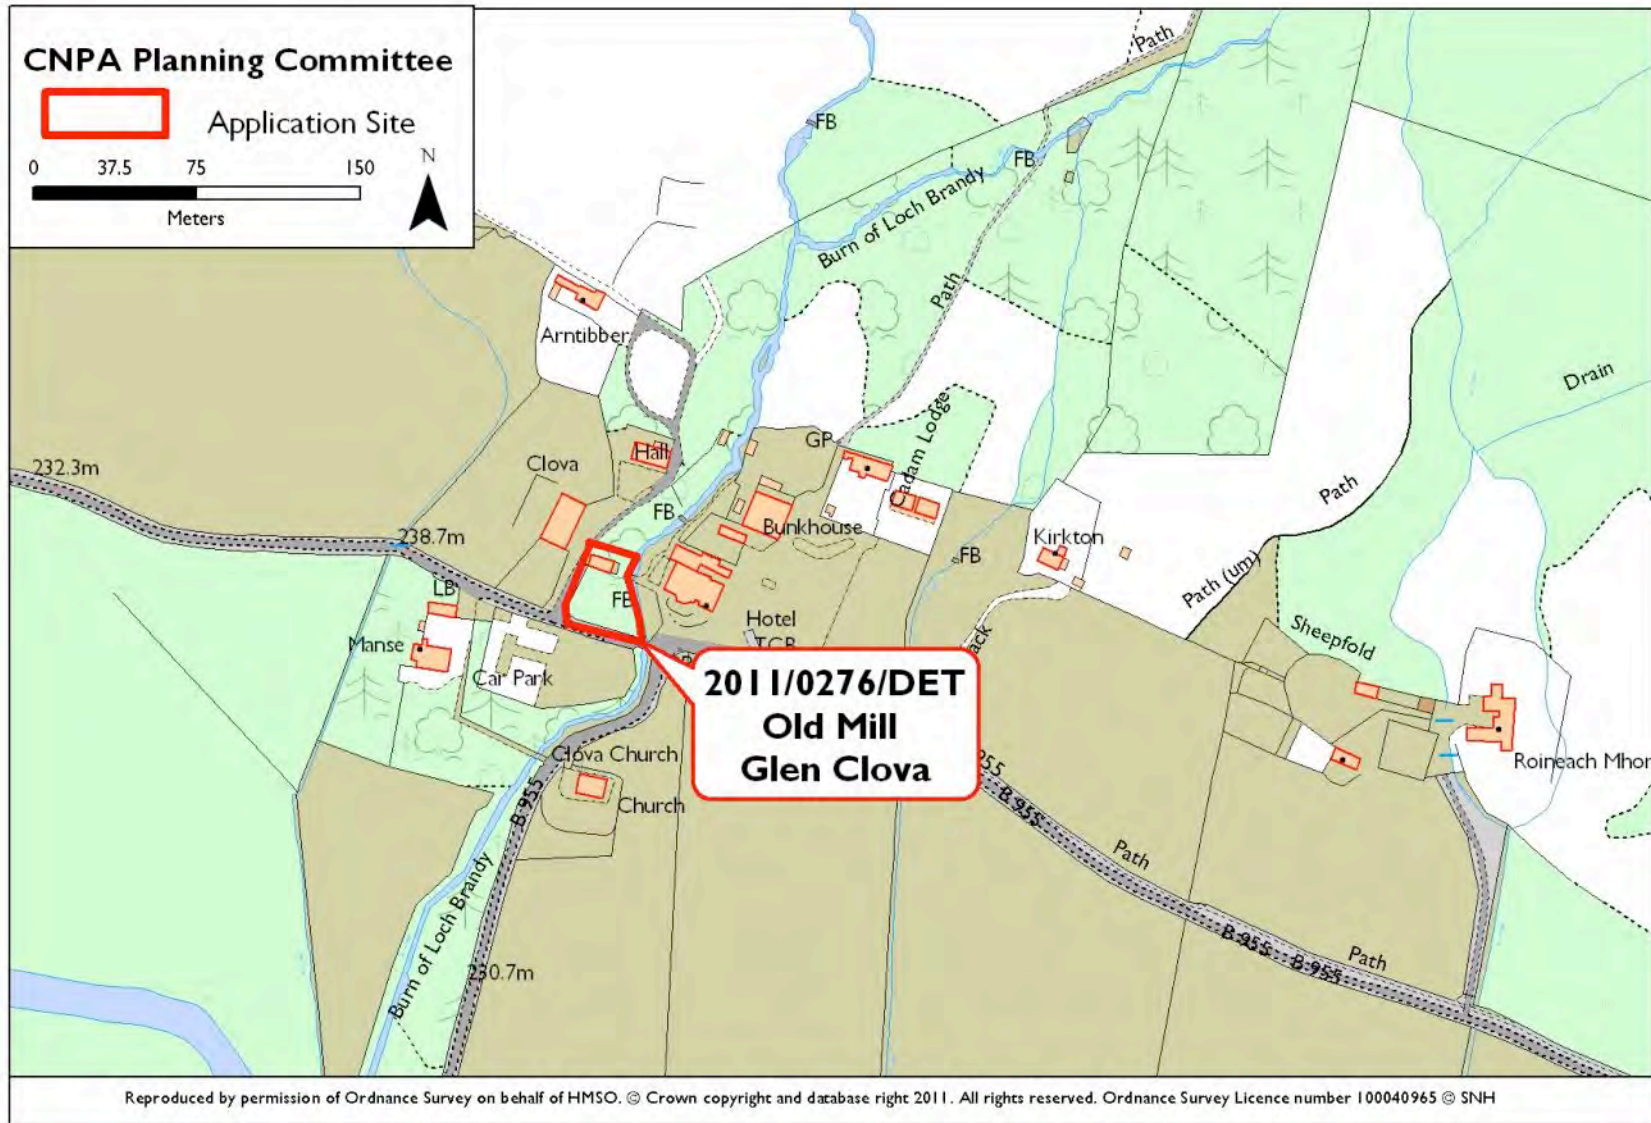 CNPA Planning Committee
Application Site
0 37.5 75 150
Meters
N
Path
FB
FB
Burn of Loch Brandy
Path
Arntibber
Drain
Cadam Lodge
GP
Hall
Clova
232.3m
Path
FB
Bunkhouse
238.7m
Kirkton
FB
Path (um)
LB
FB
Hotel
TCB
Sheepfold
Manse
Car Park
2011/0276/DET
Old Mill
Glen Clova
Clova Church
Church
Roineach Mhor
B 955
B 955
Path
Burn of Loch Brandy
230.7m
B 955
B 955
Path
Reproduced by permission of Ordnance Survey on behalf of HMSO. © Crown copyright and database right 2011. All rights reserved. Ordnance Survey Licence number 100040965 © SNH